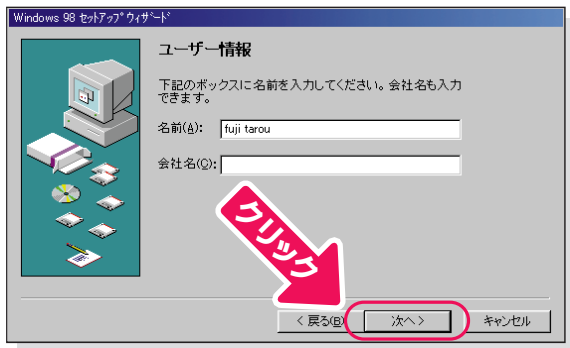 Windows 98 セットアップ ウィザード
ユーザー情報
下記のボックスに名前を入力してください。会社名も入力
できます。
名前(A): fuji tarou
会社名(C):
クリック
< 戻る(B) 次へ > キャンセル